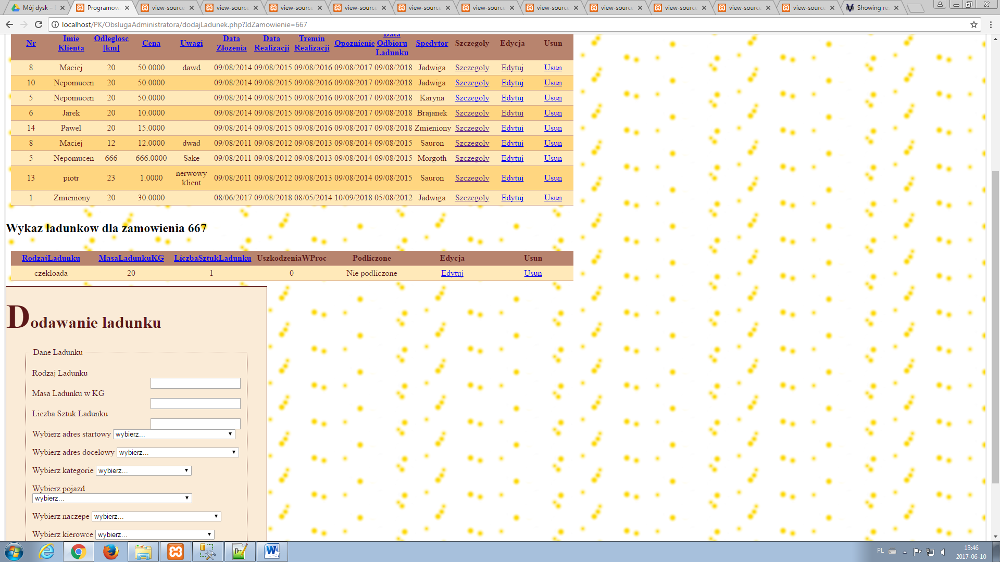 Mój dysk –
Programow
view-source
view-source
view-source
view-source
view-source
view-source
view-source
view-source
view-source
view-source
view-source
Showing re
localhost/PK/ObslugaAdministratora/dodajLadunek.php?IdZamowienie=667
Nr Imie Klienta Odleglosc [km] Cena Uwagi Data Zlozenia Data Realizacji Tremin Realizacji Opoznienie Data Odbioru Ladunku Spedytor Szczegoly Edycja Usun
8 Maciej 20 50.0000 dawd 09/08/2014 09/08/2015 09/08/2016 09/08/2017 09/08/2018 Jadwiga Szczegoly Edytuj Usun
10 Nepomucen 20 50.0000 09/08/2014 09/08/2015 09/08/2016 09/08/2017 09/08/2018 Jadwiga Szczegoly Edytuj Usun
5 Nepomucen 20 50.0000 09/08/2014 09/08/2015 09/08/2016 09/08/2017 09/08/2018 Karyna Szczegoly Edytuj Usun
6 Jarek 20 10.0000 09/08/2014 09/08/2015 09/08/2016 09/08/2017 09/08/2018 Brajanek Szczegoly Edytuj Usun
14 Pawel 20 15.0000 09/08/2014 09/08/2015 09/08/2016 09/08/2017 09/08/2018 Zmieniony Szczegoly Edytuj Usun
8 Maciej 12 12.0000 dwad 09/08/2011 09/08/2012 09/08/2013 09/08/2014 09/08/2015 Sauron Szczegoly Edytuj Usun
5 Nepomucen 666 666.0000 Sake 09/08/2011 09/08/2012 09/08/2013 09/08/2014 09/08/2015 Morgoth Szczegoly Edytuj Usun
13 piotr 23 1.0000 nerwowy klient 09/08/2011 09/08/2012 09/08/2013 09/08/2014 09/08/2015 Sauron Szczegoly Edytuj Usun
1 Zmieniony 20 30.0000 08/06/2017 09/08/2018 08/05/2014 10/09/2018 05/08/2012 Jadwiga Szczegoly Edytuj Usun
Wykaz ladunkow dla zamowienia 667
RodzajLadunku MasaLadunkuKG LiczbaSztukLadunku UszkodzeniaWProc Podliczone Edycja Usun
czekloada 20 1 0 Nie podliczone Edytuj Usun
Dodawanie ladunku
Dane Ladunku
Rodzaj Ladunku
Masa Ladunku w KG
Liczba Sztuk Ladunku
Wybierz adres startowy wybierz...
Wybierz adres docelowy wybierz...
Wybierz kategorie wybierz...
Wybierz pojazd
wybierz...
Wybierz naczepe wybierz...
Wybierz kierowce wybierz...
PL
13:46
2017-06-10